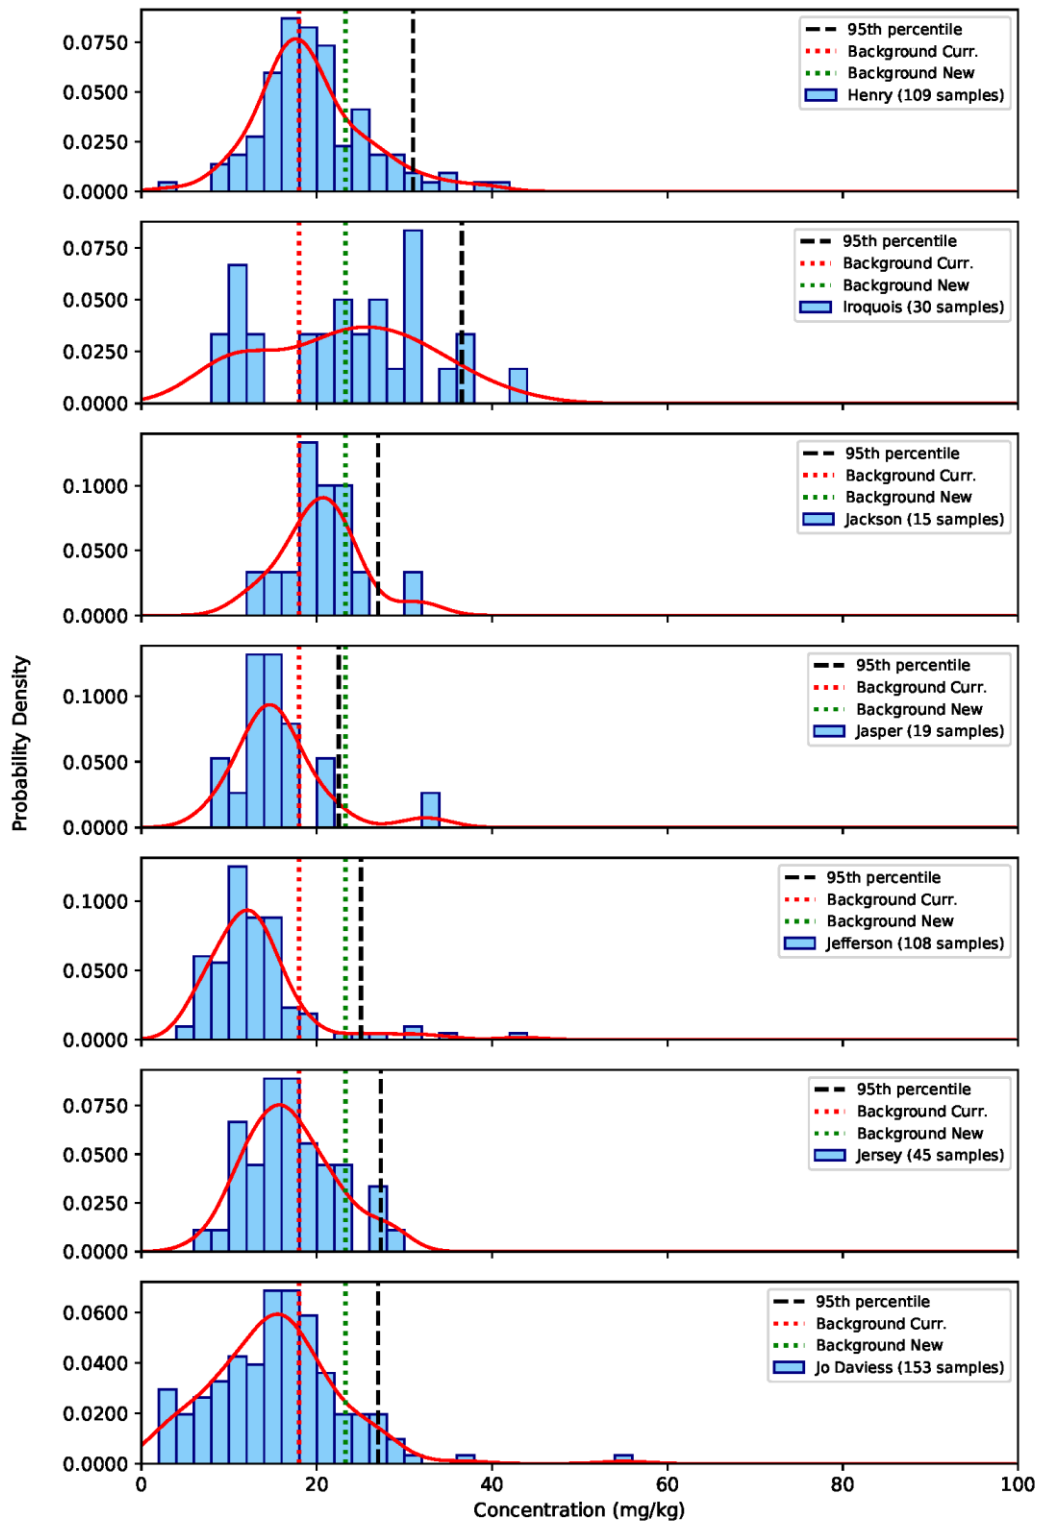 0.0750
0.0500
0.0250
0.0000
95th percentile
Background Curr.
Background New
Henry (109 samples)
0.0750
0.0500
0.0250
0.0000
95th percentile
Background Curr.
Background New
Iroquois (30 samples)
0.1000
0.0500
0.0000
95th percentile
Background Curr.
Background New
Jackson (15 samples)
Probability Density
0.1000
0.0500
0.0000
95th percentile
Background Curr.
Background New
Jasper (19 samples)
0.1000
0.0500
0.0000
95th percentile
Background Curr.
Background New
Jefferson (108 samples)
0.0750
0.0500
0.0250
0.0000
95th percentile
Background Curr.
Background New
Jersey (45 samples)
0.0600
0.0400
0.0200
0.0000
95th percentile
Background Curr.
Background New
Jo Daviess (153 samples)
0 20 40 60 80 100
Concentration (mg/kg)